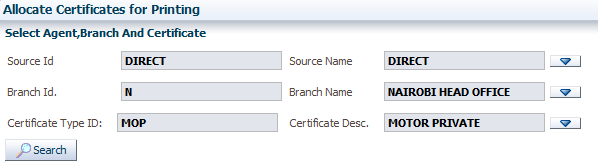 Allocate Certificates for Printing
Select Agent,Branch And Certificate
Source Id DIRECT Source Name DIRECT
Branch Id. N Branch Name NAIROBI HEAD OFFICE
Certificate Type ID: MOP Certificate Desc. MOTOR PRIVATE
Search